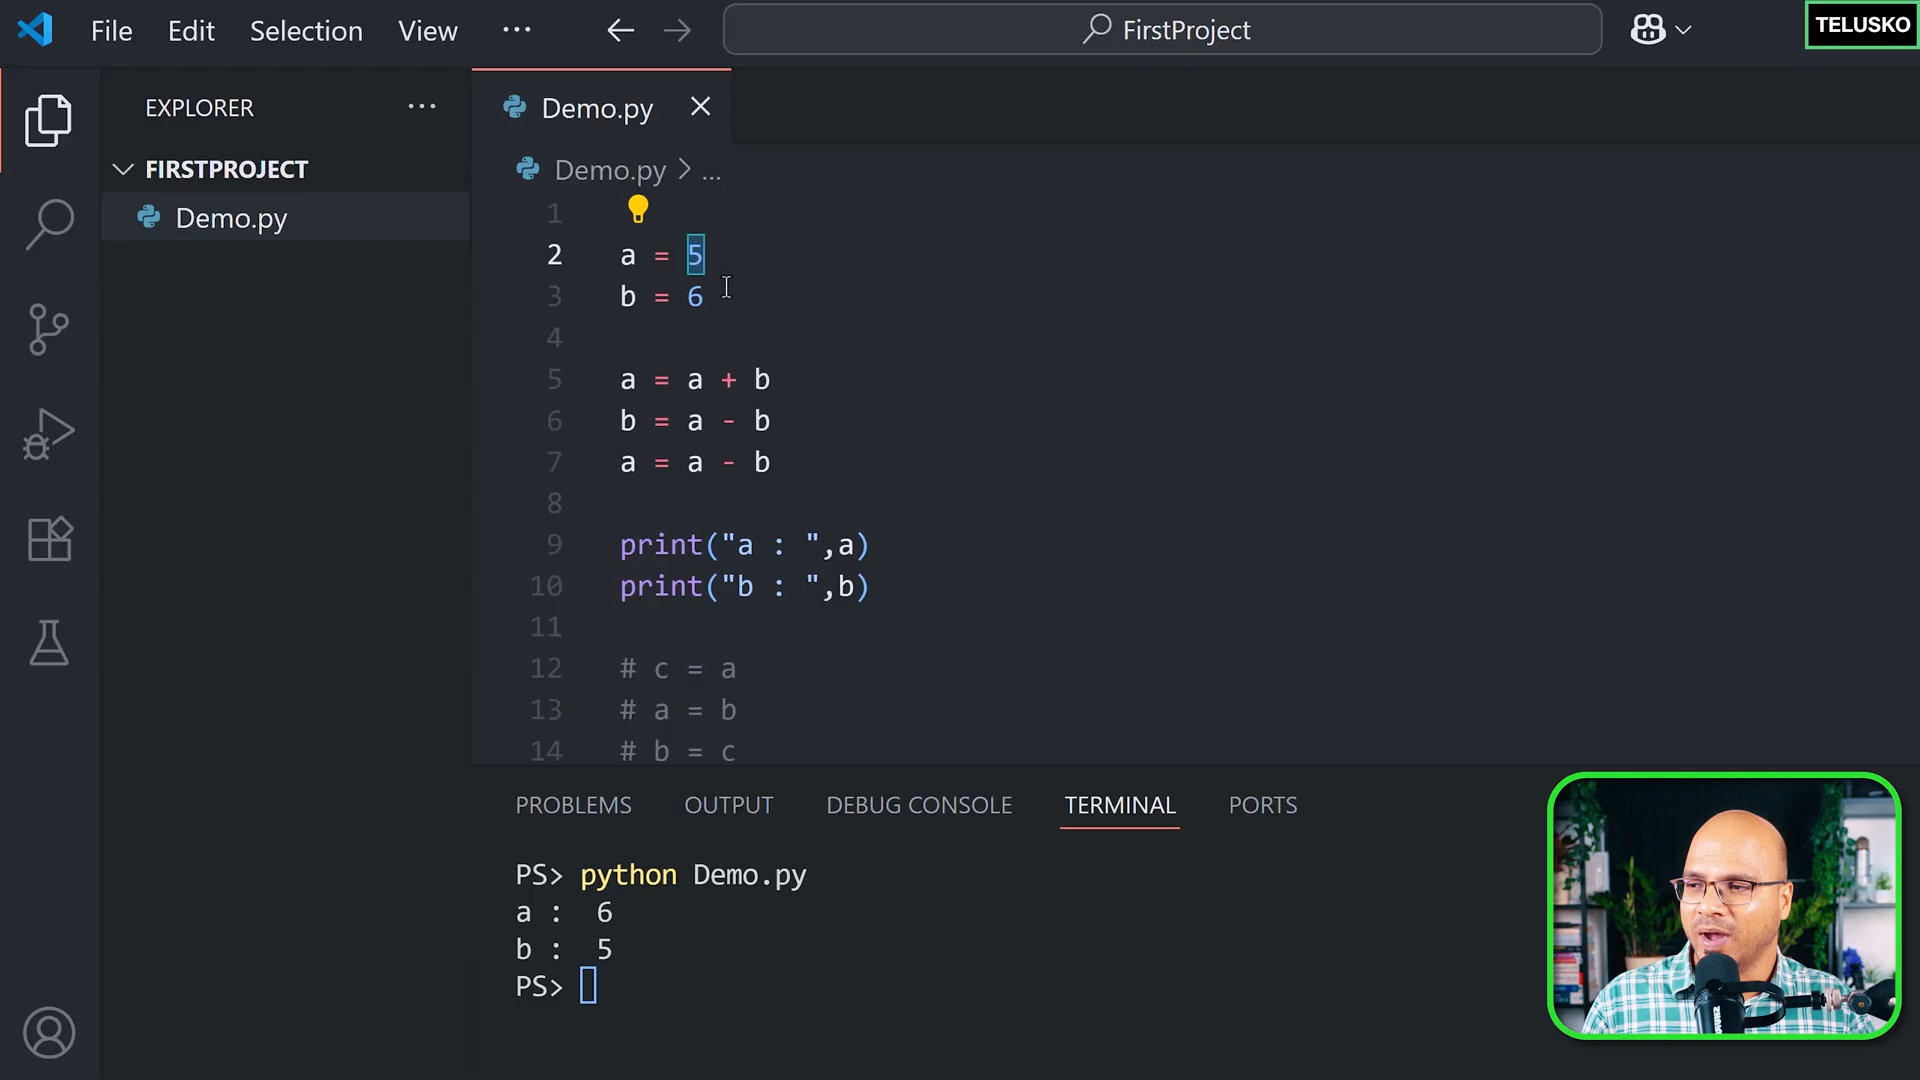 File Edit Selection View ... FirstProject TELUSKO
EXPLORER ...
FIRSTPROJECT
Demo.py
Demo.py
Demo.py > ...
1
2 a = 5
3 b = 6
4
5 a = a + b
6 b = a - b
7 a = a - b
8
9 print("a : ",a)
10 print("b : ",b)
11
12 # c = a
13 # a = b
14 # b = c
PROBLEMS OUTPUT DEBUG CONSOLE TERMINAL PORTS
PS> python Demo.py
a :  6
b :  5
PS>